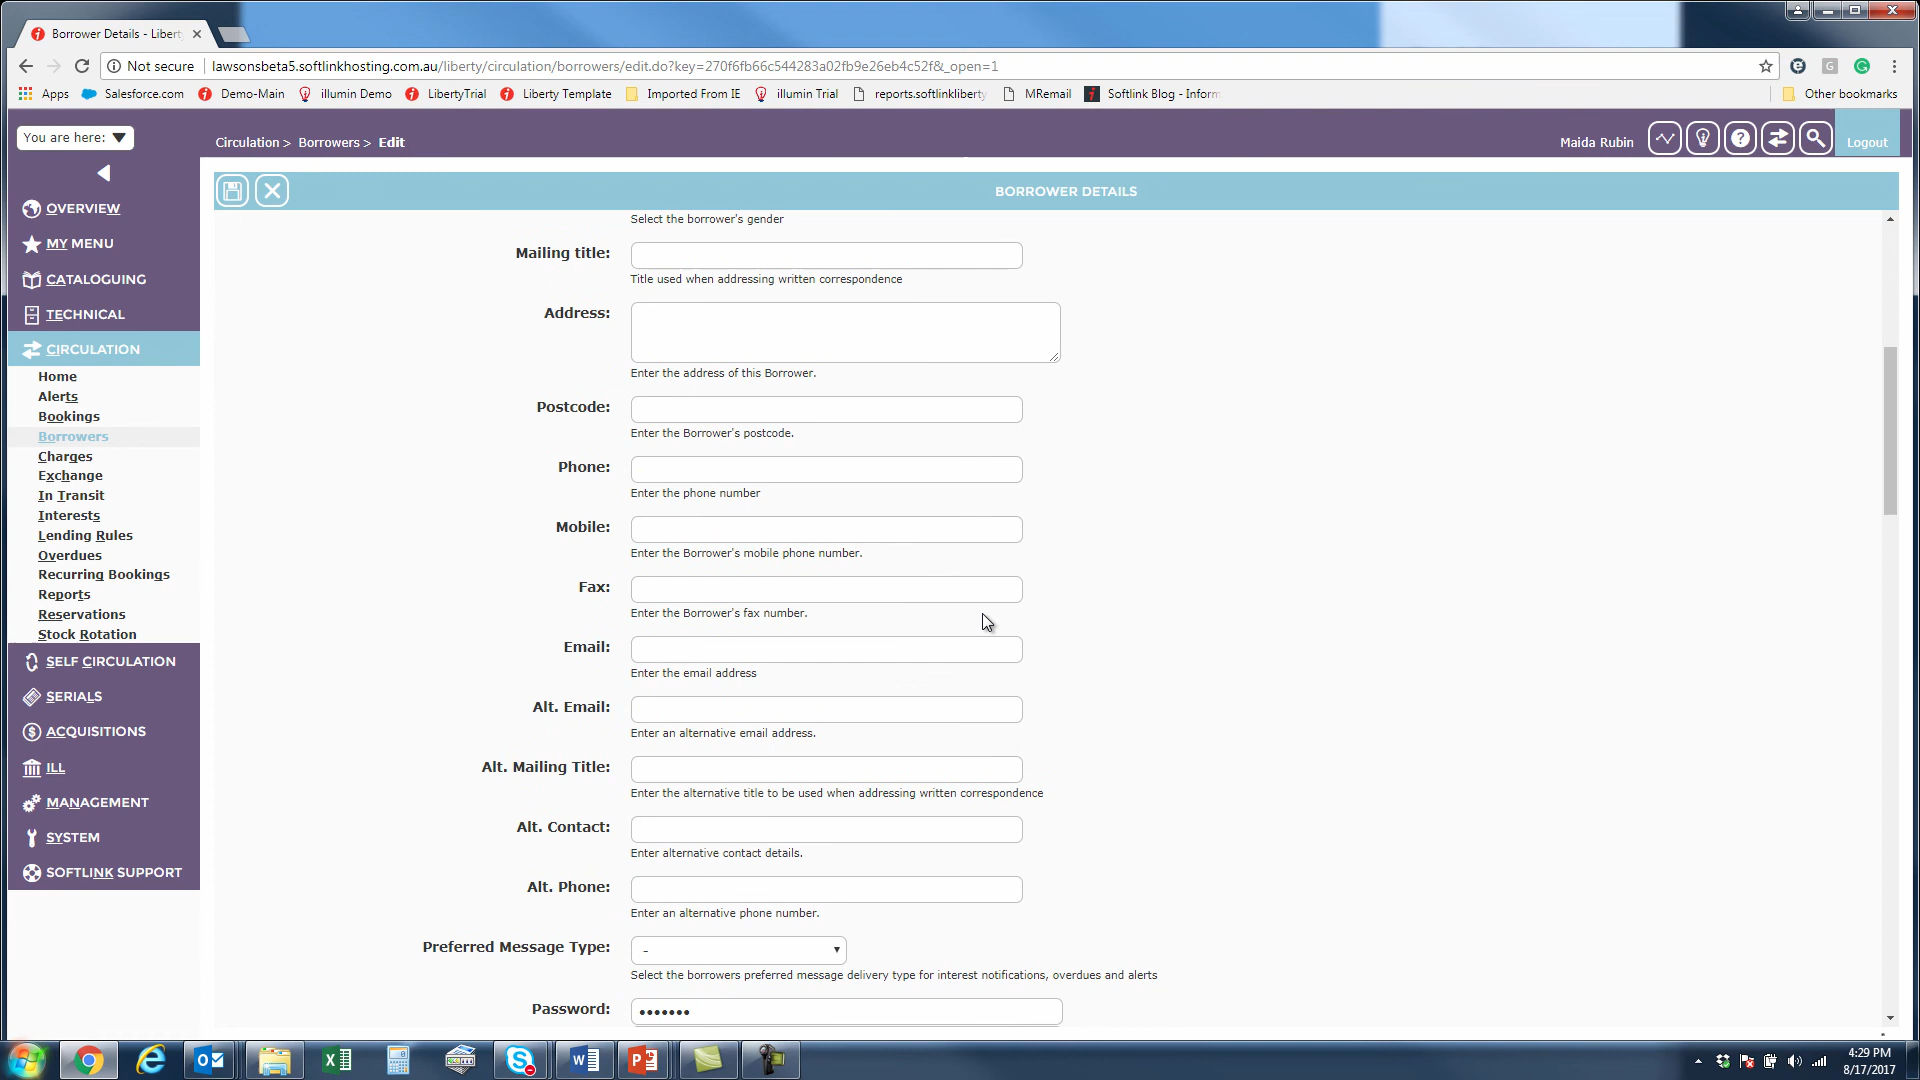 Borrower Details - Libert
Not secure
lawsonsbeta5.softlinkhosting.com.au/liberty/circulation/borrowers/edit.do?key=270f6fb66c544283a02fb9e26eb4c52f&_open=1
Apps
Salesforce.com
Demo-Main
illumin Demo
LibertyTrial
Liberty Template
Imported From IE
illumin Trial
reports.softlinkliberty
MRemail
Softlink Blog - Inform
Other bookmarks
You are here:
Circulation > Borrowers > Edit
Maida Rubin
Logout
BORROWER DETAILS
OVERVIEW
MY MENU
CATALOGUING
TECHNICAL
CIRCULATION
Home
Alerts
Bookings
Borrowers
Charges
Exchange
In Transit
Interests
Lending Rules
Overdues
Recurring Bookings
Reports
Reservations
Stock Rotation
SELF CIRCULATION
SERIALS
ACQUISITIONS
ILL
MANAGEMENT
SYSTEM
SOFTLINK SUPPORT
Select the borrower's gender
Mailing title:
Title used when addressing written correspondence
Address:
Enter the address of this Borrower.
Postcode:
Enter the Borrower's postcode.
Phone:
Enter the phone number
Mobile:
Enter the Borrower's mobile phone number.
Fax:
Enter the Borrower's fax number.
Email:
Enter the email address
Alt. Email:
Enter an alternative email address.
Alt. Mailing Title:
Enter the alternative title to be used when addressing written correspondence
Alt. Contact:
Enter alternative contact details.
Alt. Phone:
Enter an alternative phone number.
Preferred Message Type:
-
Select the borrowers preferred message delivery type for interest notifications, overdues and alerts
Password:
•••••••
4:29 PM
8/17/2017